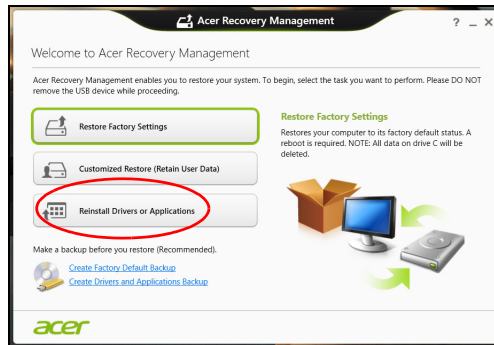 Acer Recovery Management
? _ X
Welcome to Acer Recovery Management
Acer Recovery Management enables you to restore your system. To begin, select the task you want to perform. Please DO NOT
remove the USB device while proceeding.
Restore Factory Settings
Customized Restore (Retain User Data)
Reinstall Drivers or Applications
Restore Factory Settings
Restores your computer to its factory default status. A
reboot is required. NOTE: All data on drive C will be
deleted.
Make a backup before you restore (Recommended).
Create Factory Default Backup
Create Drivers and Applications Backup
acer